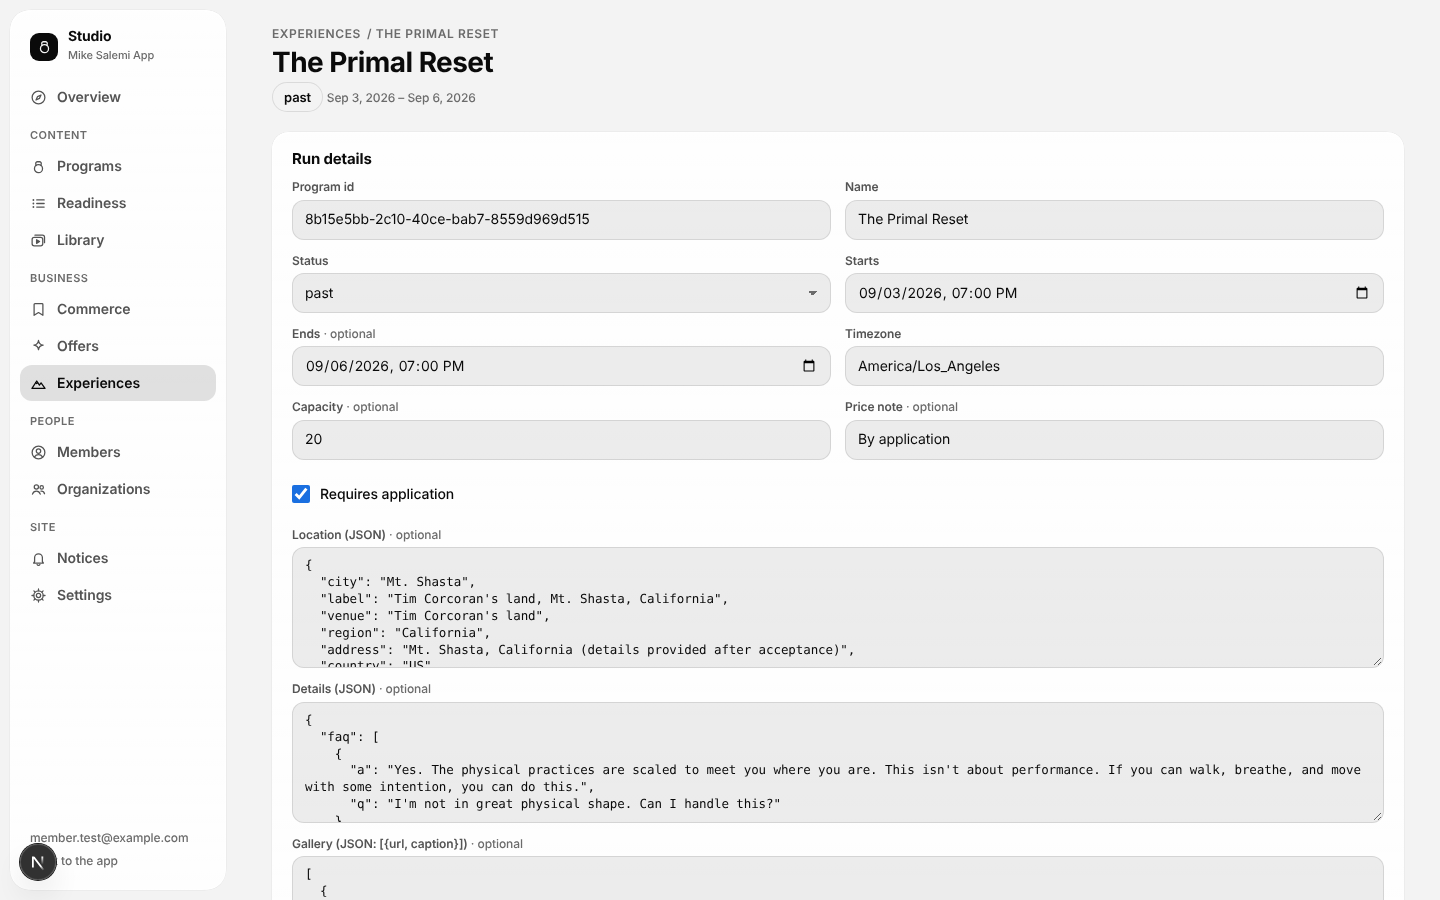 Studio
Mike Salemi App
Overview
CONTENT
Programs
Readiness
Library
BUSINESS
Commerce
Offers
Experiences
PEOPLE
Members
Organizations
SITE
Notices
Settings
member.test@example.com
N
to the app
EXPERIENCES / THE PRIMAL RESET
The Primal Reset
past Sep 3, 2026 – Sep 6, 2026
Run details
Program id
8b15e5bb-2c10-40ce-bab7-8559d969d515
Name
The Primal Reset
Status
past
Starts
09/03/2026, 07:00 PM
Ends · optional
09/06/2026, 07:00 PM
Timezone
America/Los_Angeles
Capacity · optional
20
Price note · optional
By application
Requires application
Location (JSON) · optional
{
"city": "Mt. Shasta",
"label": "Tim Corcoran's land, Mt. Shasta, California",
"venue": "Tim Corcoran's land",
"region": "California",
"address": "Mt. Shasta, California (details provided after acceptance)",
"country": "US"
Details (JSON) · optional
{
"faq": [
{
"a": "Yes. The physical practices are scaled to meet you where you are. This isn't about performance. If you can walk, breathe, and move
with some intention, you can do this.",
"q": "I'm not in great physical shape. Can I handle this?"
}
Gallery (JSON: [{url, caption}]) · optional
[
{